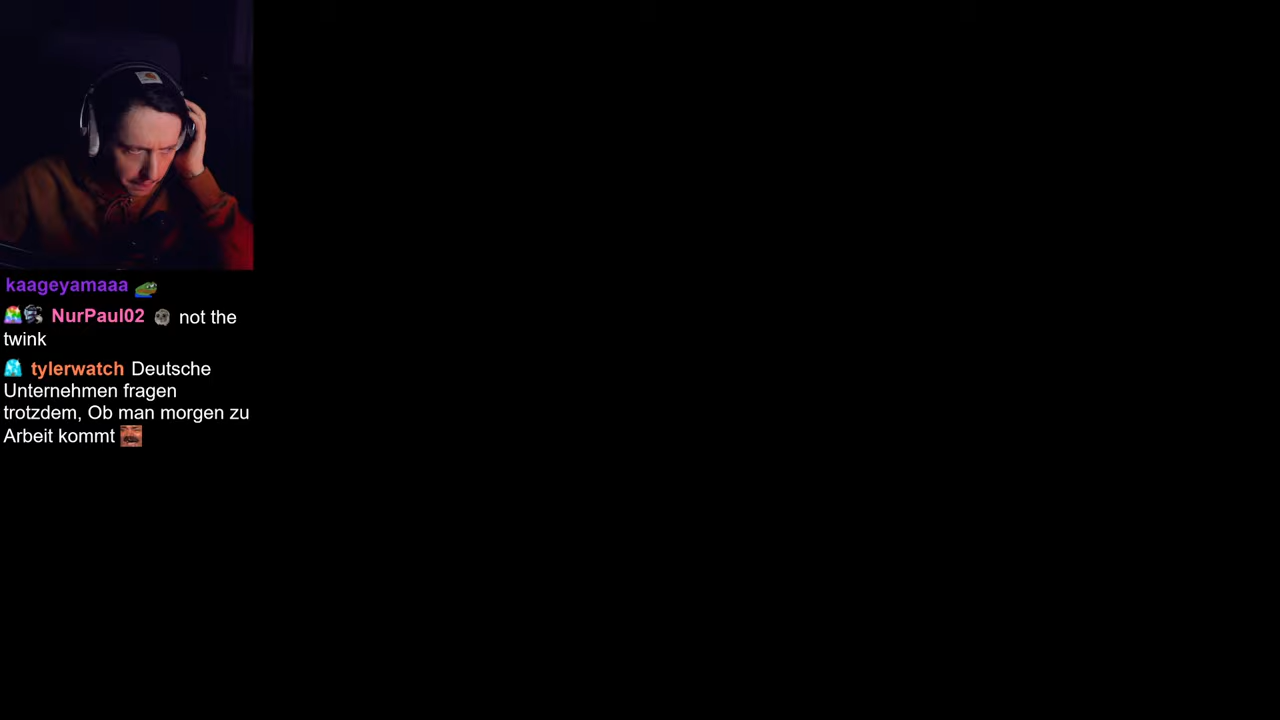 kaageyamaaa
NurPaul02 not the
twink
tylerwatch Deutsche
Unternehmen fragen
trotzdem, Ob man morgen zu
Arbeit kommt